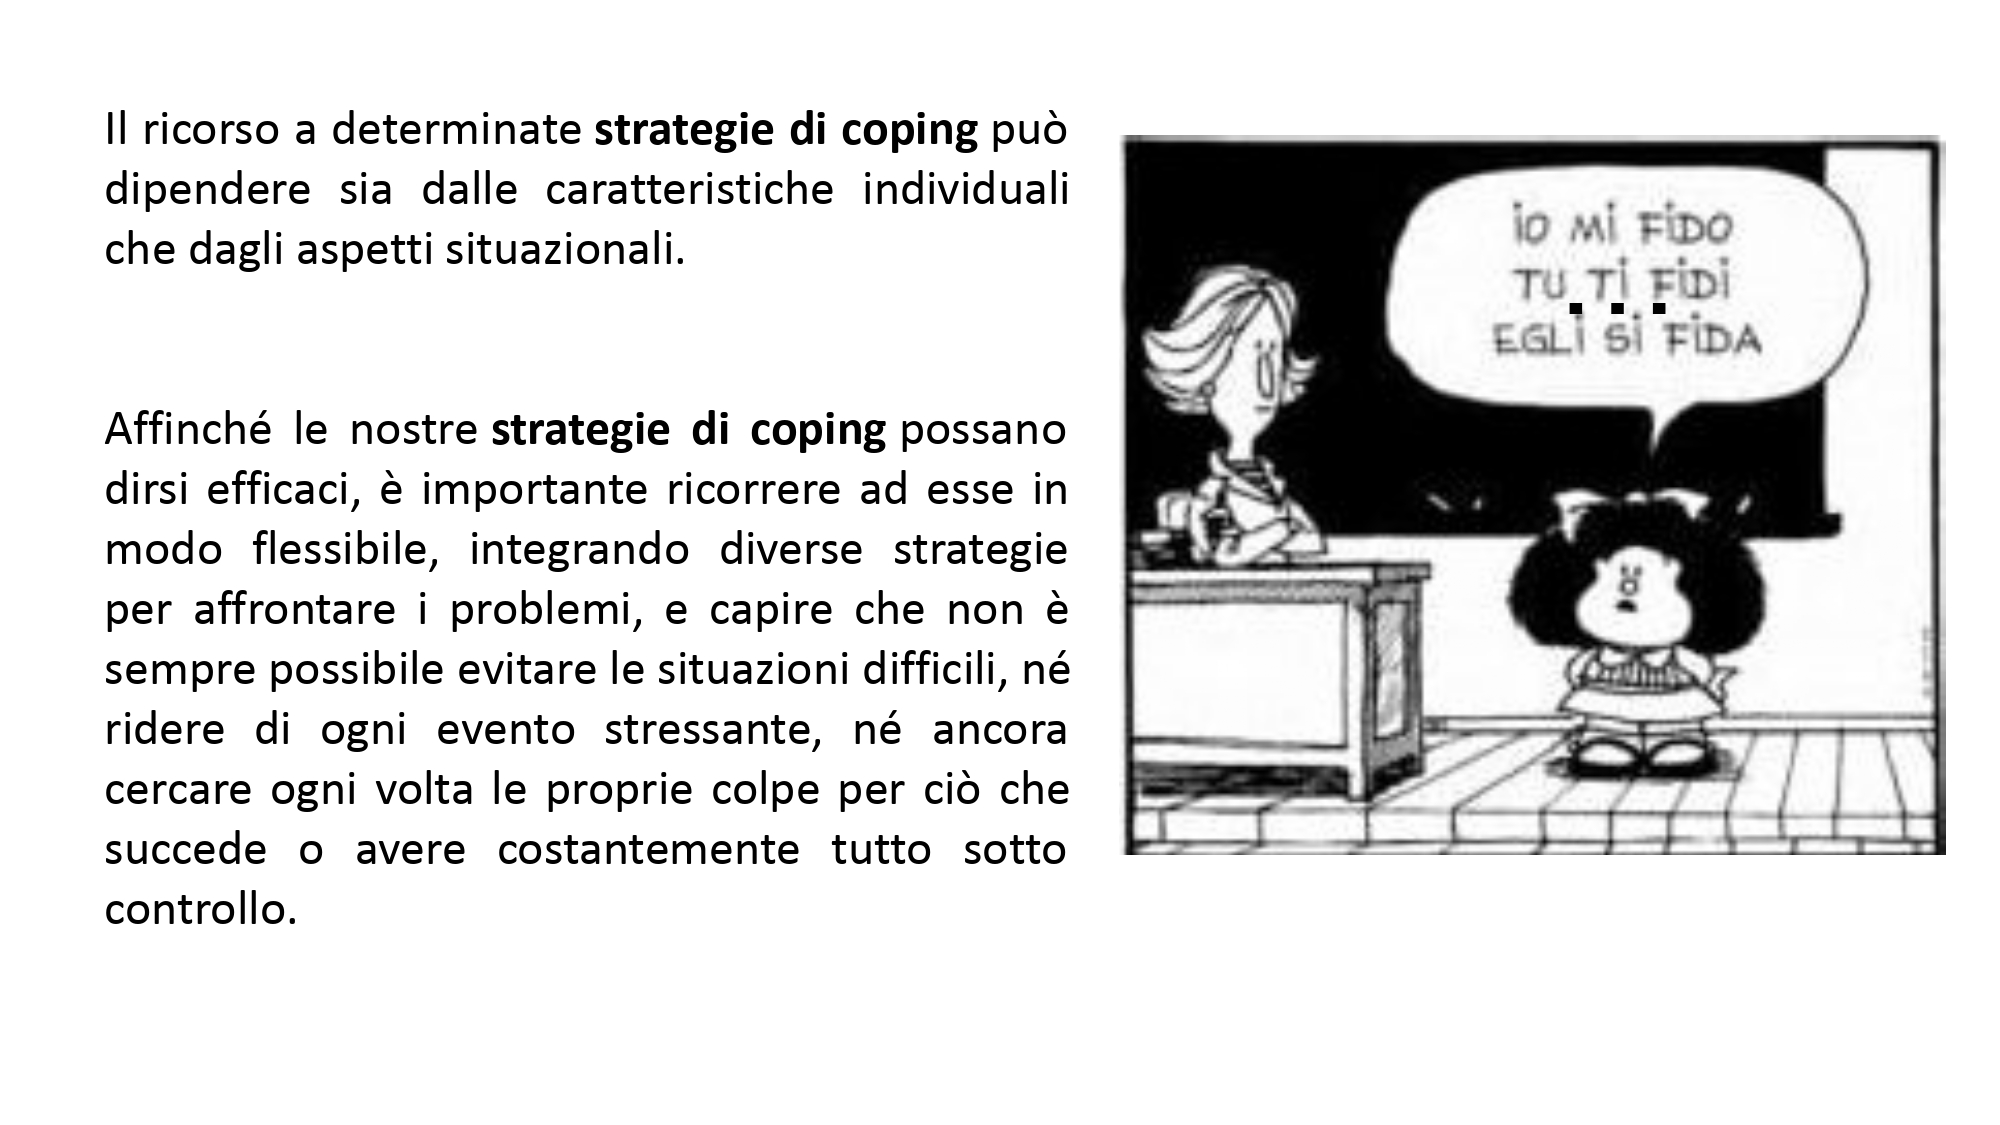 Il ricorso a determinate strategie di coping può
dipendere sia dalle caratteristiche individuali
che dagli aspetti situazionali.
Affinché le nostre strategie di coping possano
dirsi efficaci, è importante ricorrere ad esse in
modo flessibile, integrando diverse strategie
per affrontare i problemi, e capire che non è
sempre possibile evitare le situazioni difficili, né
ridere di ogni evento stressante, né ancora
cercare ogni volta le proprie colpe per ciò che
succede o avere costantemente tutto sotto
controllo.
IO MI FIDO
TU TI FIDI
...
EGLI SI FIDA